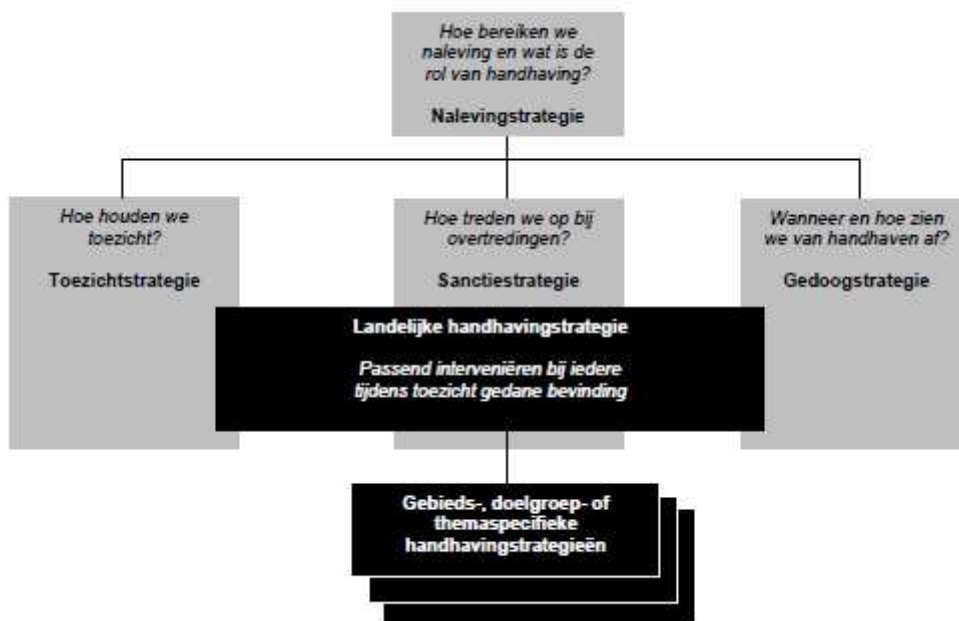 Hoe bereiken we
naleving en wat is de
rol van handhaving?
Nalevingstrategie
Hoe houden we
toezicht?
Toezichtstrategie
Hoe treden we op bij
overtredingen?
Sanctiestrategie
Wanneer en hoe zien
we van handhaven af?
Gedoogstrategie
Landelijke handhavingstrategie
Passend interveniëren bij iedere
tijdens toezicht gedane bevinding
Gebieds-, doelgroep- of
themaspecifieke
handhavingstrategieën